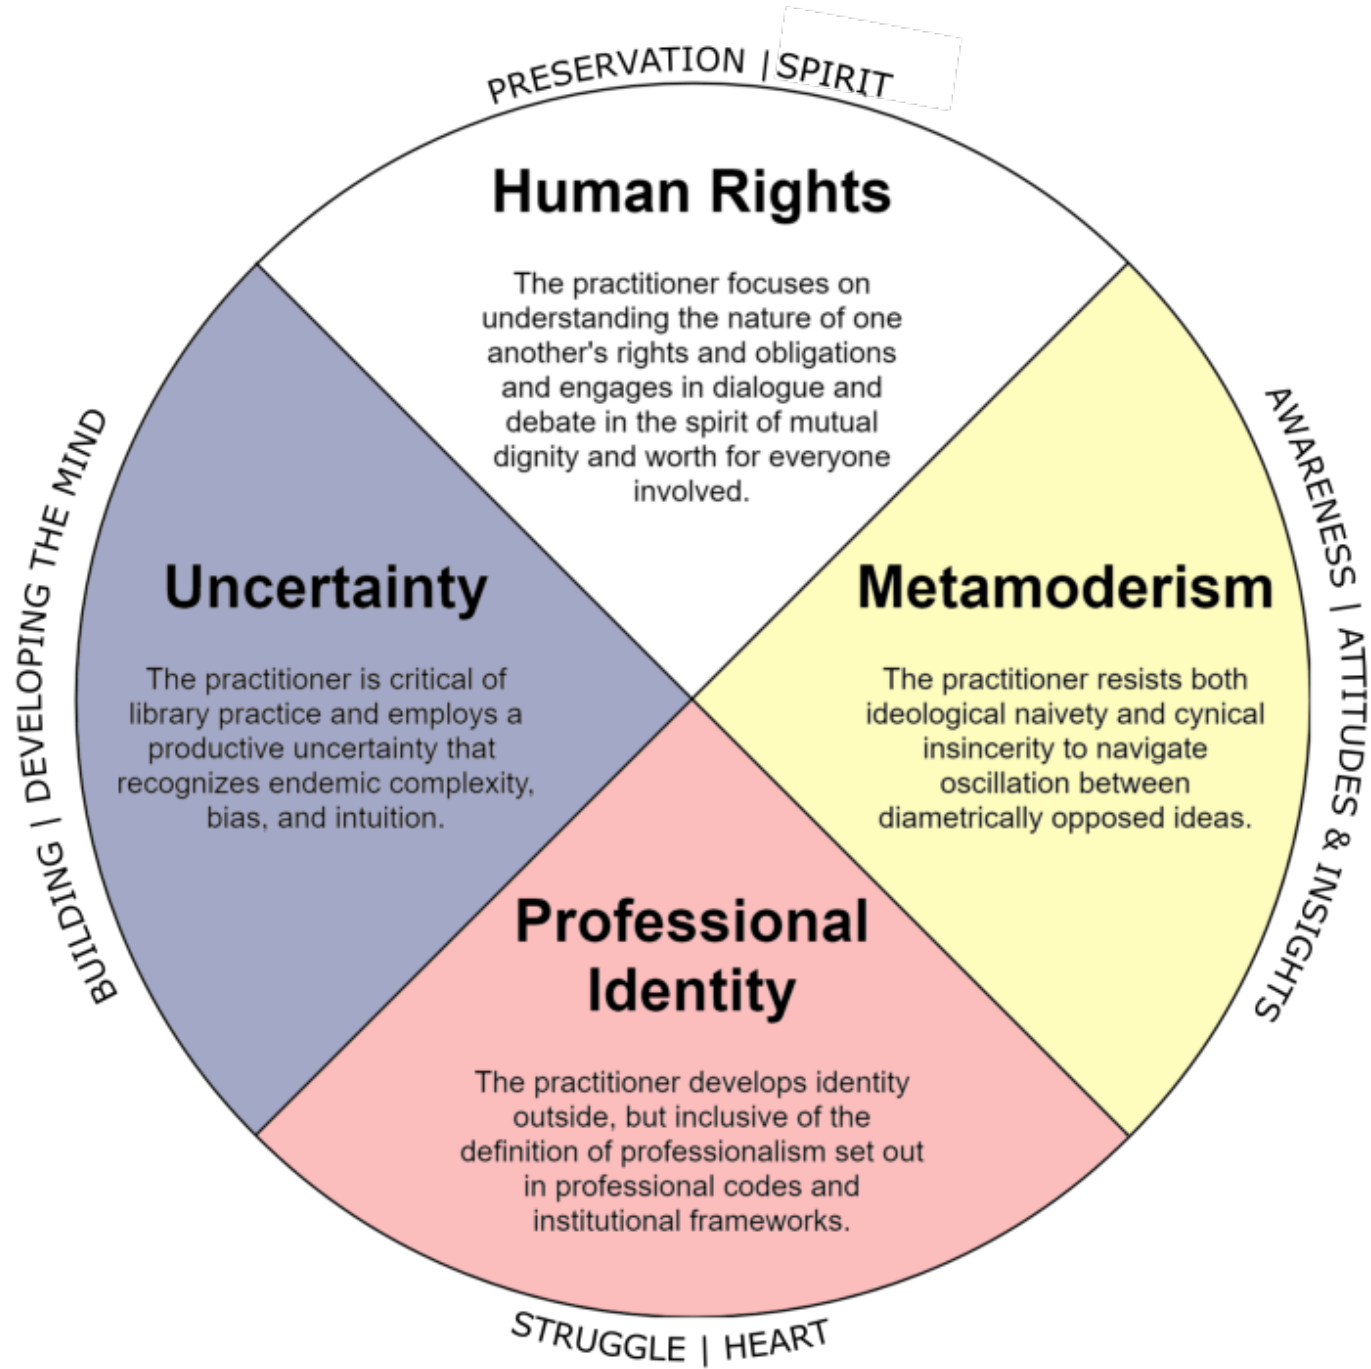 PRESERVATION | SPIRIT
Human Rights
The practitioner focuses on
understanding the nature of one
another's rights and obligations
and engages in dialogue and
debate in the spirit of mutual
dignity and worth for everyone
involved.
BUILDING | DEVELOPING THE MIND
Uncertainty
The practitioner is critical of
library practice and employs a
productive uncertainty that
recognizes endemic complexity,
bias, and intuition.
Metamoderism
The practitioner resists both
ideological naivety and cynical
insincerity to navigate
oscillation between
diametrically opposed ideas.
AWARENESS | ATTITUDES & INSIGHTS
Professional
Identity
The practitioner develops identity
outside, but inclusive of the
definition of professionalism set out
in professional codes and
institutional frameworks.
STRUGGLE | HEART